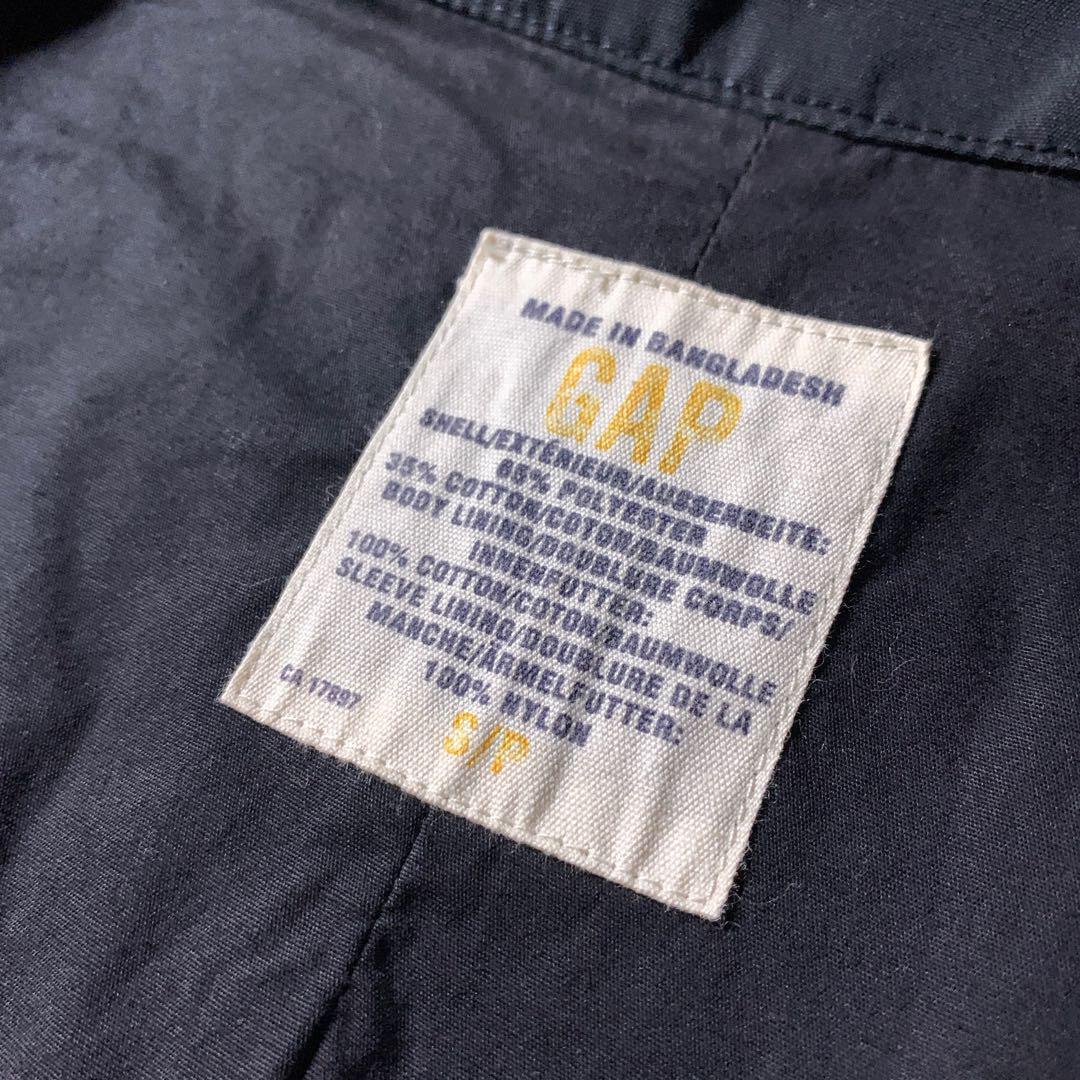 MADE IN BANGLADESH
GAP
SHELL/EXTÉRIEUR/AUSSENSEITE:
65% POLYESTER
35% COTTON/COTON/BAUMWOLLE
BODY LINING/DOUBLURE CORPS/
INNENFUTTER:
100% COTTON/COTON/BAUMWOLLE
SLEEVE LINING/DOUBLURE DE LA
MANCHE/ÄRMELFUTTER:
100% NYLON
CA 17897
S/P